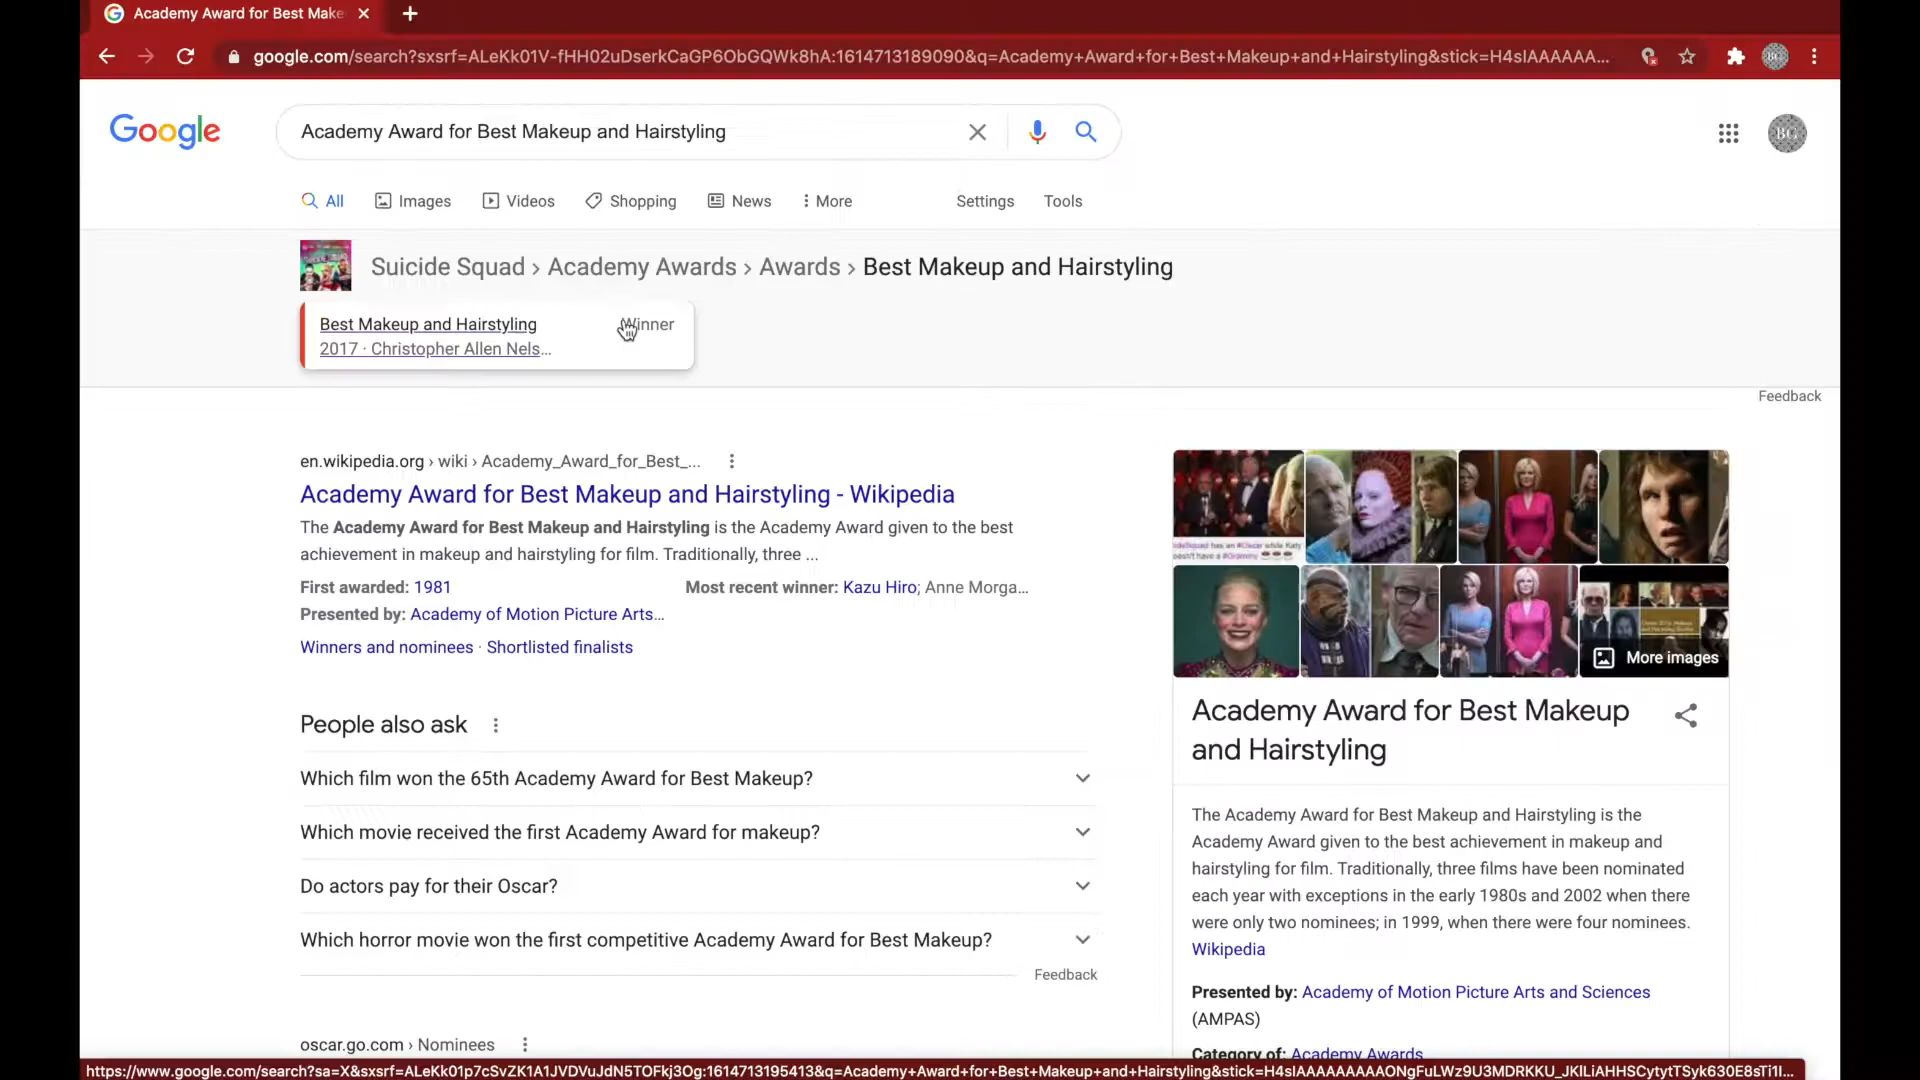 Academy Award for Best Make
google.com/search?sxsrf=ALeKk01V-fHH02uDserkCaGP6ObGQWk8hA:1614713189090&q=Academy+Award+for+Best+Makeup+and+Hairstyling&stick=H4sIAAAAAA...
Google
Academy Award for Best Makeup and Hairstyling
BG
All Images Videos Shopping News More Settings Tools
Suicide Squad › Academy Awards › Awards › Best Makeup and Hairstyling
Best Makeup and Hairstyling Winner
2017 · Christopher Allen Nels...
Feedback
en.wikipedia.org › wiki › Academy_Award_for_Best_...
Academy Award for Best Makeup and Hairstyling - Wikipedia
The Academy Award for Best Makeup and Hairstyling is the Academy Award given to the best
achievement in makeup and hairstyling for film. Traditionally, three ...
First awarded: 1981 Most recent winner: Kazu Hiro; Anne Morga...
Presented by: Academy of Motion Picture Arts...
Winners and nominees · Shortlisted finalists
People also ask
Which film won the 65th Academy Award for Best Makeup?
Which movie received the first Academy Award for makeup?
Do actors pay for their Oscar?
Which horror movie won the first competitive Academy Award for Best Makeup?
Feedback
oscar.go.com › Nominees
More images
Academy Award for Best Makeup
and Hairstyling
The Academy Award for Best Makeup and Hairstyling is the
Academy Award given to the best achievement in makeup and
hairstyling for film. Traditionally, three films have been nominated
each year with exceptions in the early 1980s and 2002 when there
were only two nominees; in 1999, when there were four nominees.
Wikipedia
Presented by: Academy of Motion Picture Arts and Sciences
(AMPAS)
Category of: Academy Awards
https://www.google.com/search?sa=X&sxsrf=ALeKk01p7cSvZK1A1JVDVuJdN5TOFkj3Og:1614713195413&q=Academy+Award+for+Best+Makeup+and+Hairstyling&stick=H4sIAAAAAAAAAONgFuLWz9U3MDRKKU_JKILiAHHSCytytTSyk630E8sTi1I...